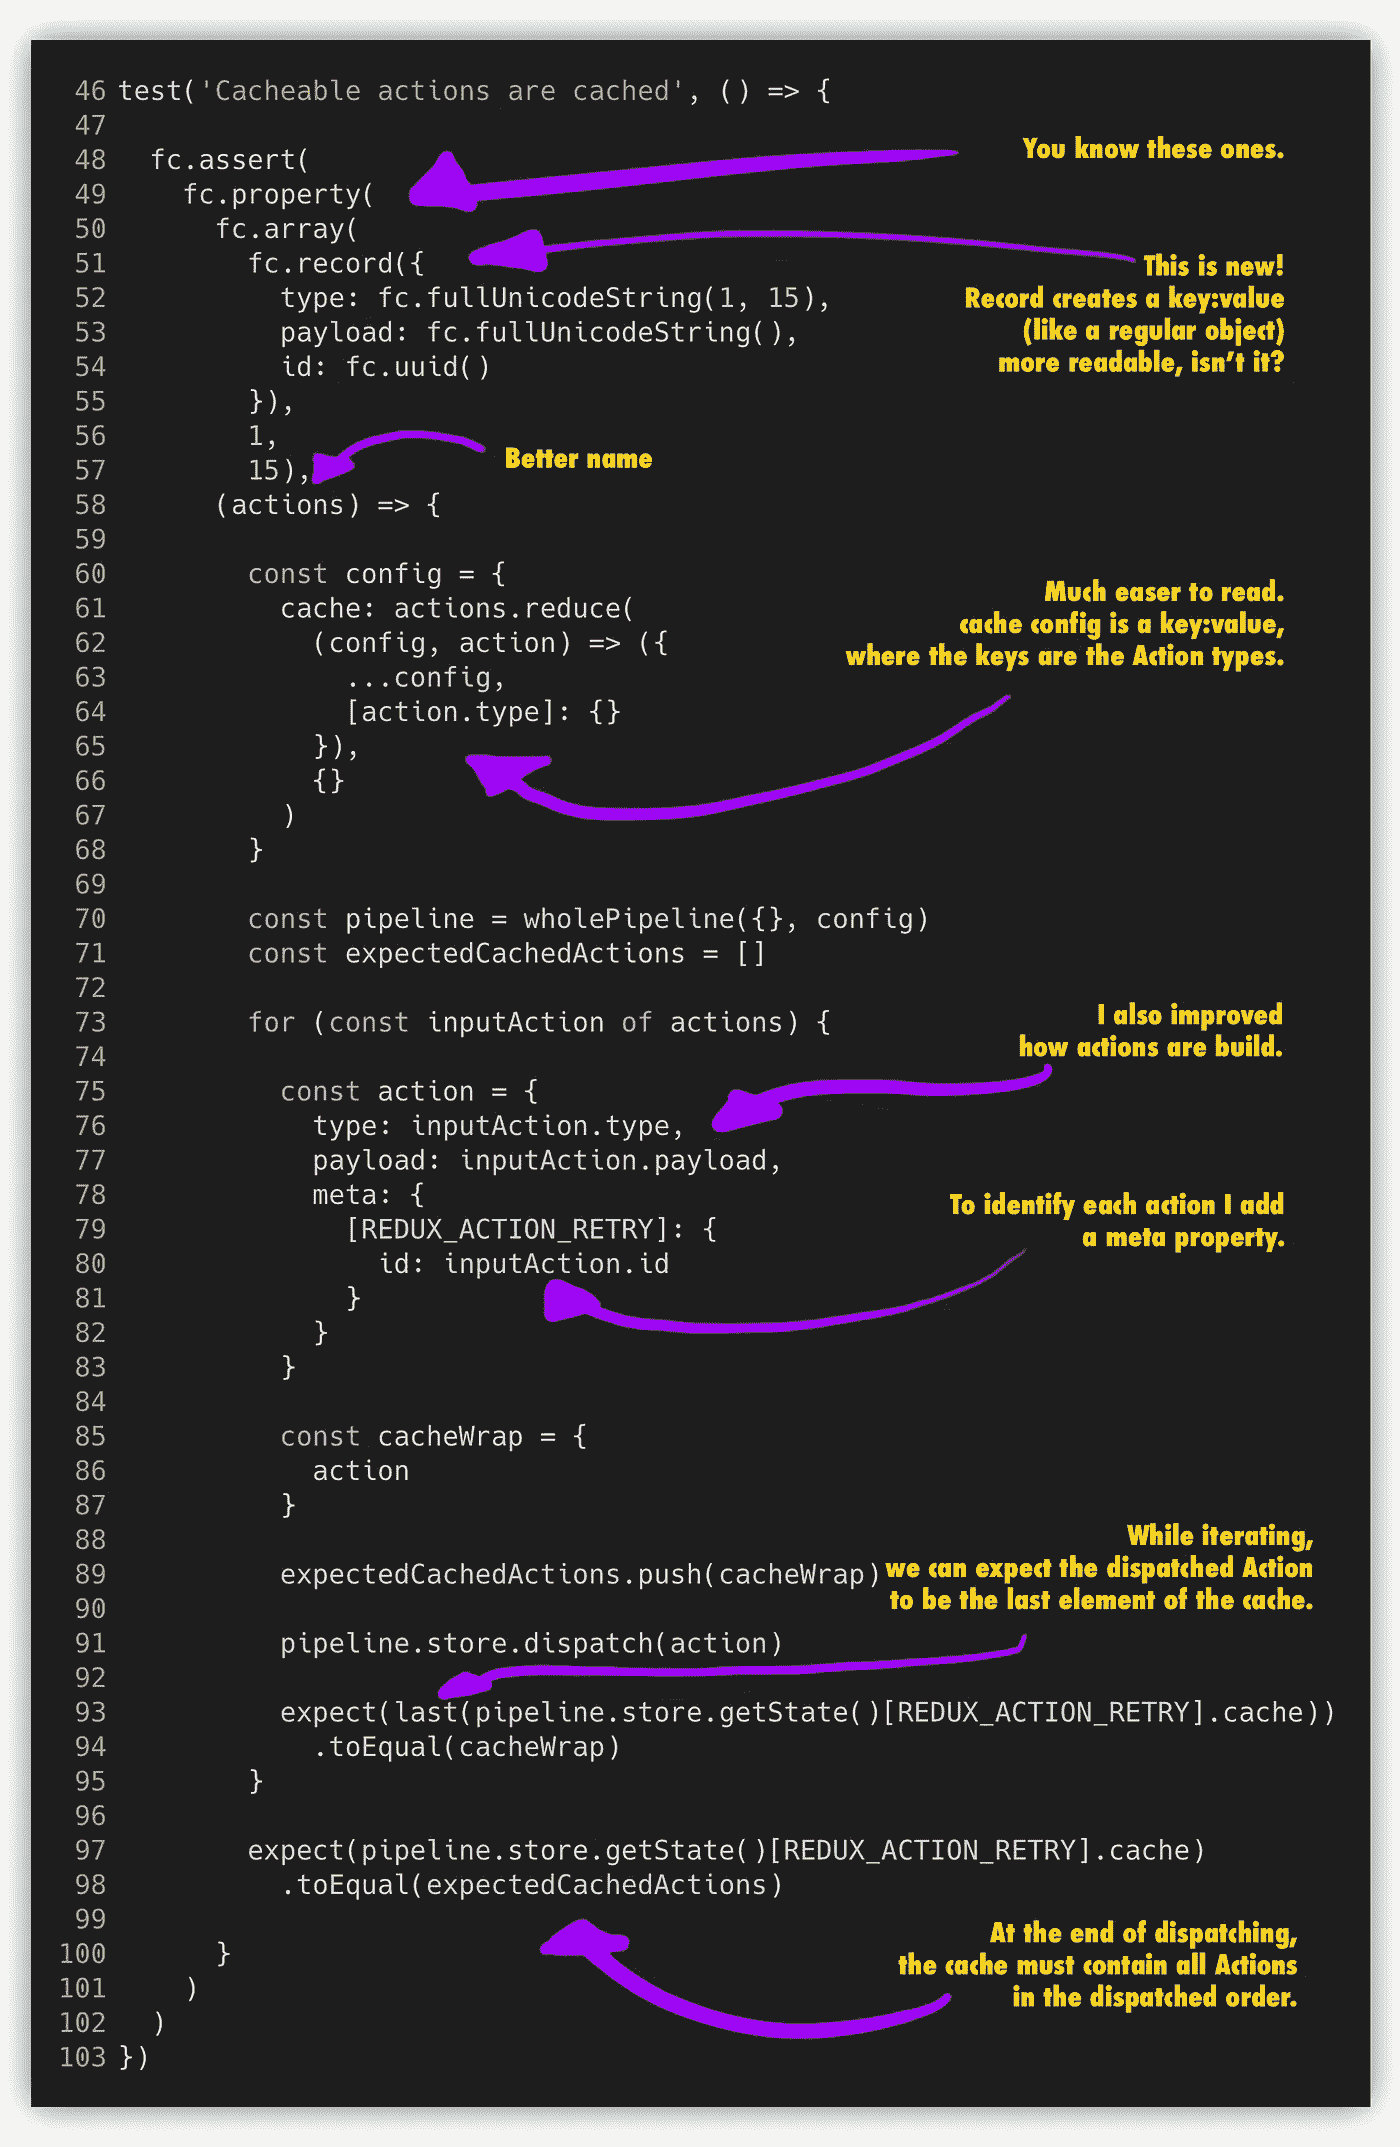 46 test('Cacheable actions are cached', () => {
47
48   fc.assert(
You know these ones.
49     fc.property(
50       fc.array(
51         fc.record({
This is new!
52           type: fc.fullUnicodeString(1, 15),
Record creates a key:value
53           payload: fc.fullUnicodeString(),
(like a regular object)
54           id: fc.uuid()
more readable, isn't it?
55         }),
56         1,
57         15),
Better name
58       (actions) => {
59
60         const config = {
61           cache: actions.reduce(
Much easer to read.
62             (config, action) => ({
cache config is a key:value,
63               ...config,
where the keys are the Action types.
64               [action.type]: {}
65             }),
66             {}
67           )
68         }
69
70         const pipeline = wholePipeline({}, config)
71         const expectedCachedActions = []
72
73         for (const inputAction of actions) {
I also improved
74
how actions are build.
75           const action = {
76             type: inputAction.type,
77             payload: inputAction.payload,
78             meta: {
79               [REDUX_ACTION_RETRY]: {
To identify each action I add
80                 id: inputAction.id
a meta property.
81               }
82             }
83           }
84
85           const cacheWrap = {
86             action
87           }
88
While iterating,
89           expectedCachedActions.push(cacheWrap)
we can expect the dispatched Action
90
to be the last element of the cache.
91           pipeline.store.dispatch(action)
92
93           expect(last(pipeline.store.getState()[REDUX_ACTION_RETRY].cache))
94             .toEqual(cacheWrap)
95         }
96
97         expect(pipeline.store.getState()[REDUX_ACTION_RETRY].cache)
98           .toEqual(expectedCachedActions)
99
At the end of dispatching,
100       }
the cache must contain all Actions
101     )
in the dispatched order.
102   )
103 })